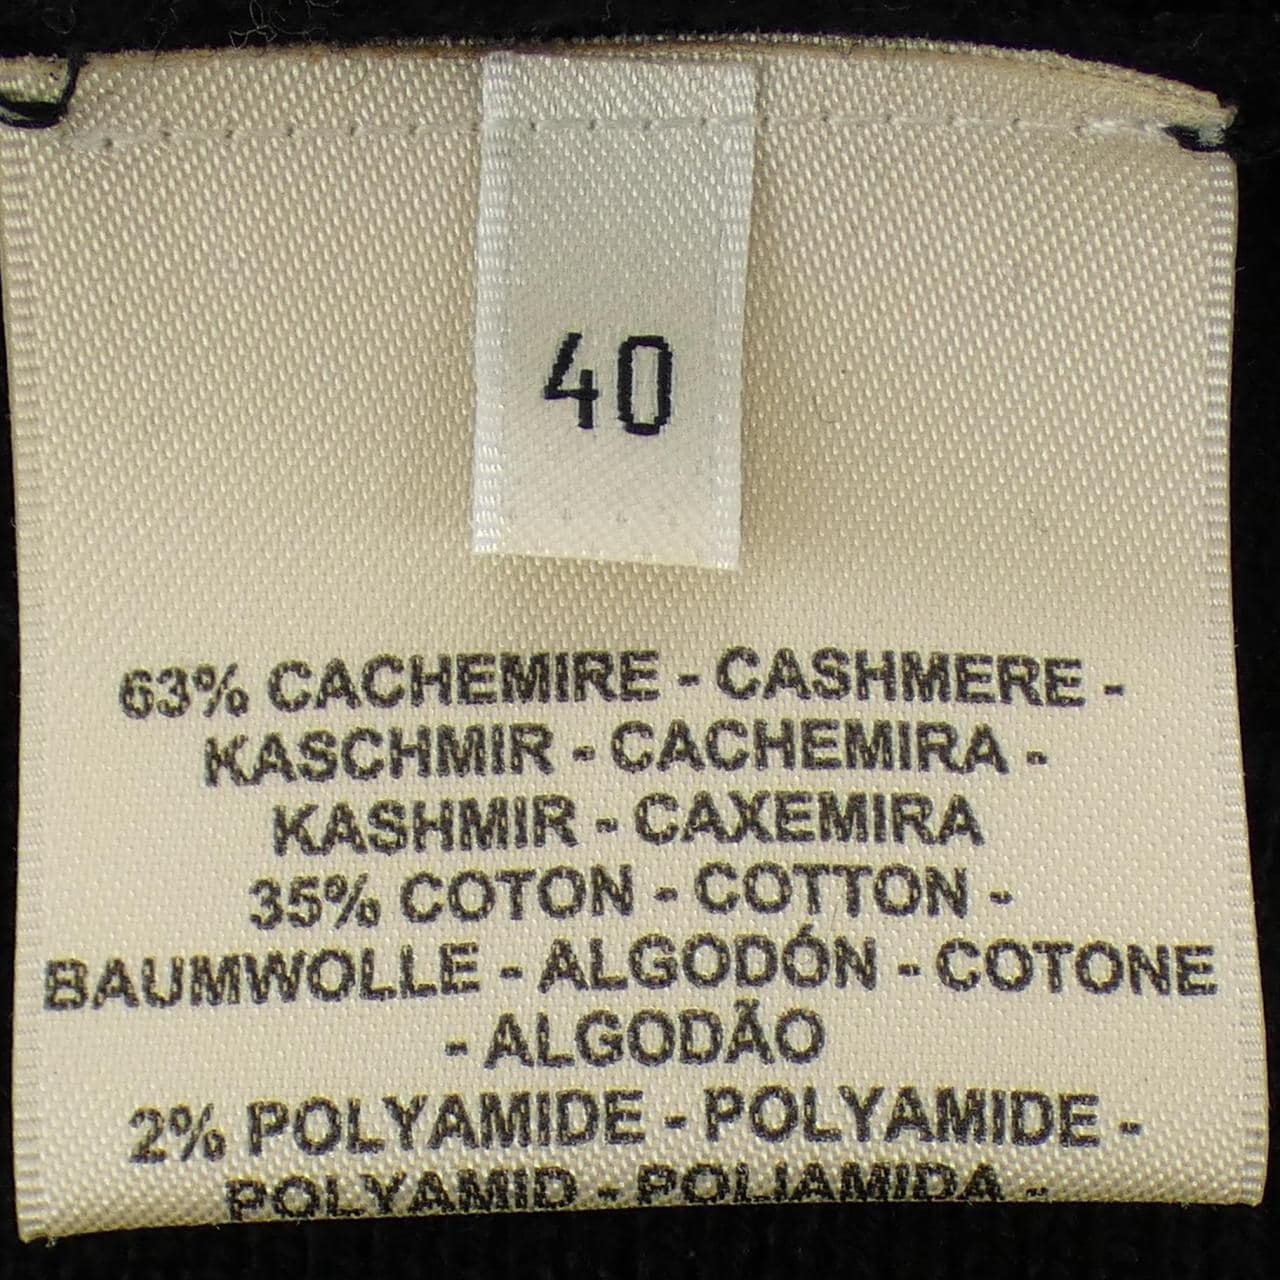 40
63% CACHEMIRE - CASHMERE -
KASCHMIR - CACHEMIRA -
KASHMIR - CAXEMIRA
35% COTON - COTTON -
BAUMWOLLE - ALGODÓN - COTONE
- ALGODÃO
2% POLYAMIDE - POLYAMIDE -
POLYAMID - POLIAMIDA -